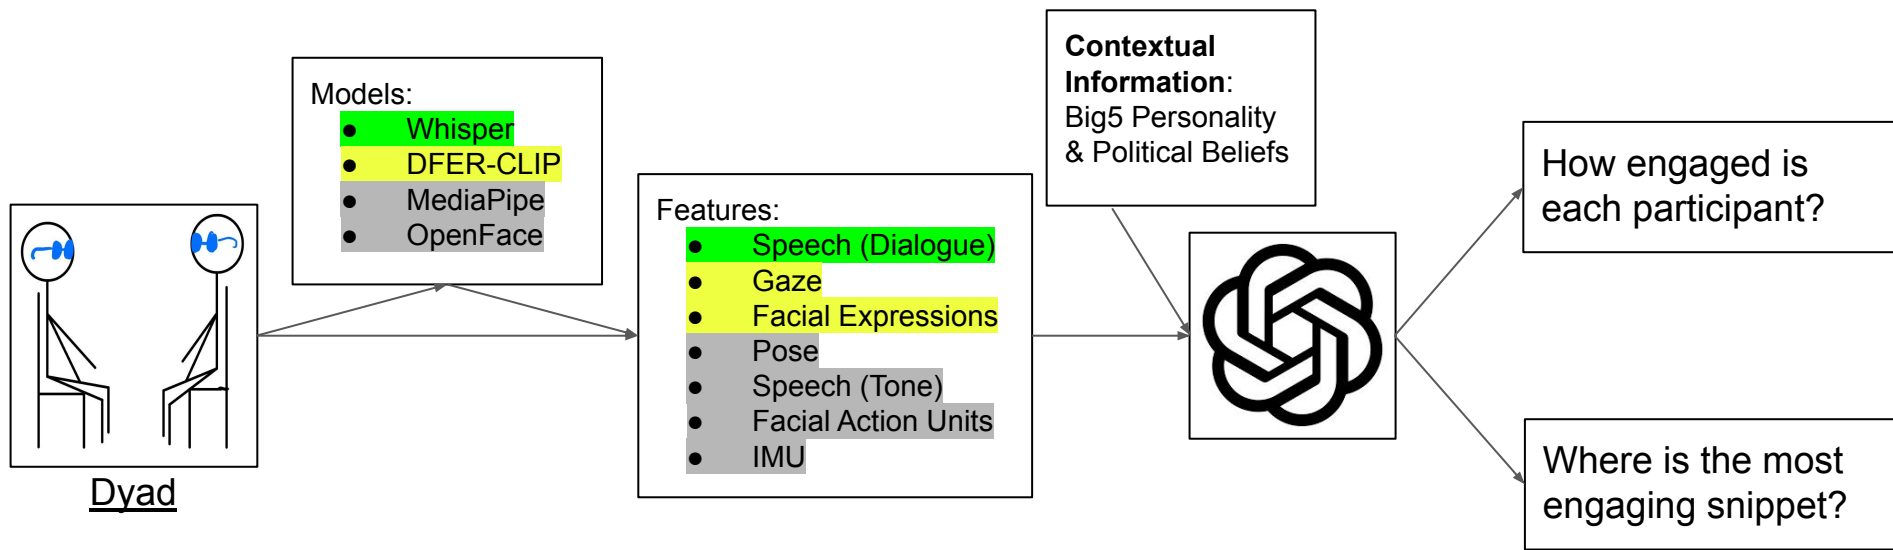 Dyad
Models:
● Whisper
● DFER-CLIP
● MediaPipe
● OpenFace
Features:
● Speech (Dialogue)
● Gaze
● Facial Expressions
● Pose
● Speech (Tone)
● Facial Action Units
● IMU
Contextual
Information:
Big5 Personality
& Political Beliefs
How engaged is
each participant?
Where is the most
engaging snippet?